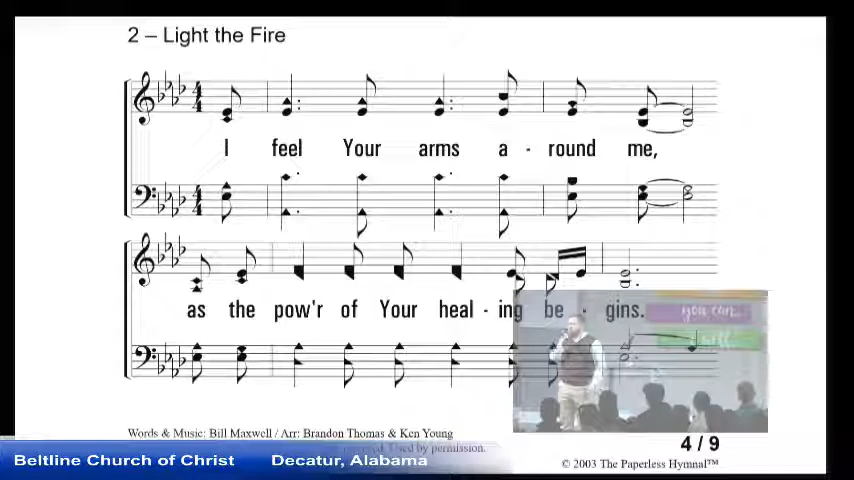 2 – Light the Fire
I feel Your arms a - round me,
as the pow'r of Your heal - ing be - gins.
you can...
Words & Music: Bill Maxwell / Arr: Brandon Thomas & Ken Young
Used by permission.
4 / 9
Beltline Church of Christ Decatur, Alabama
© 2003 The Paperless Hymnal™